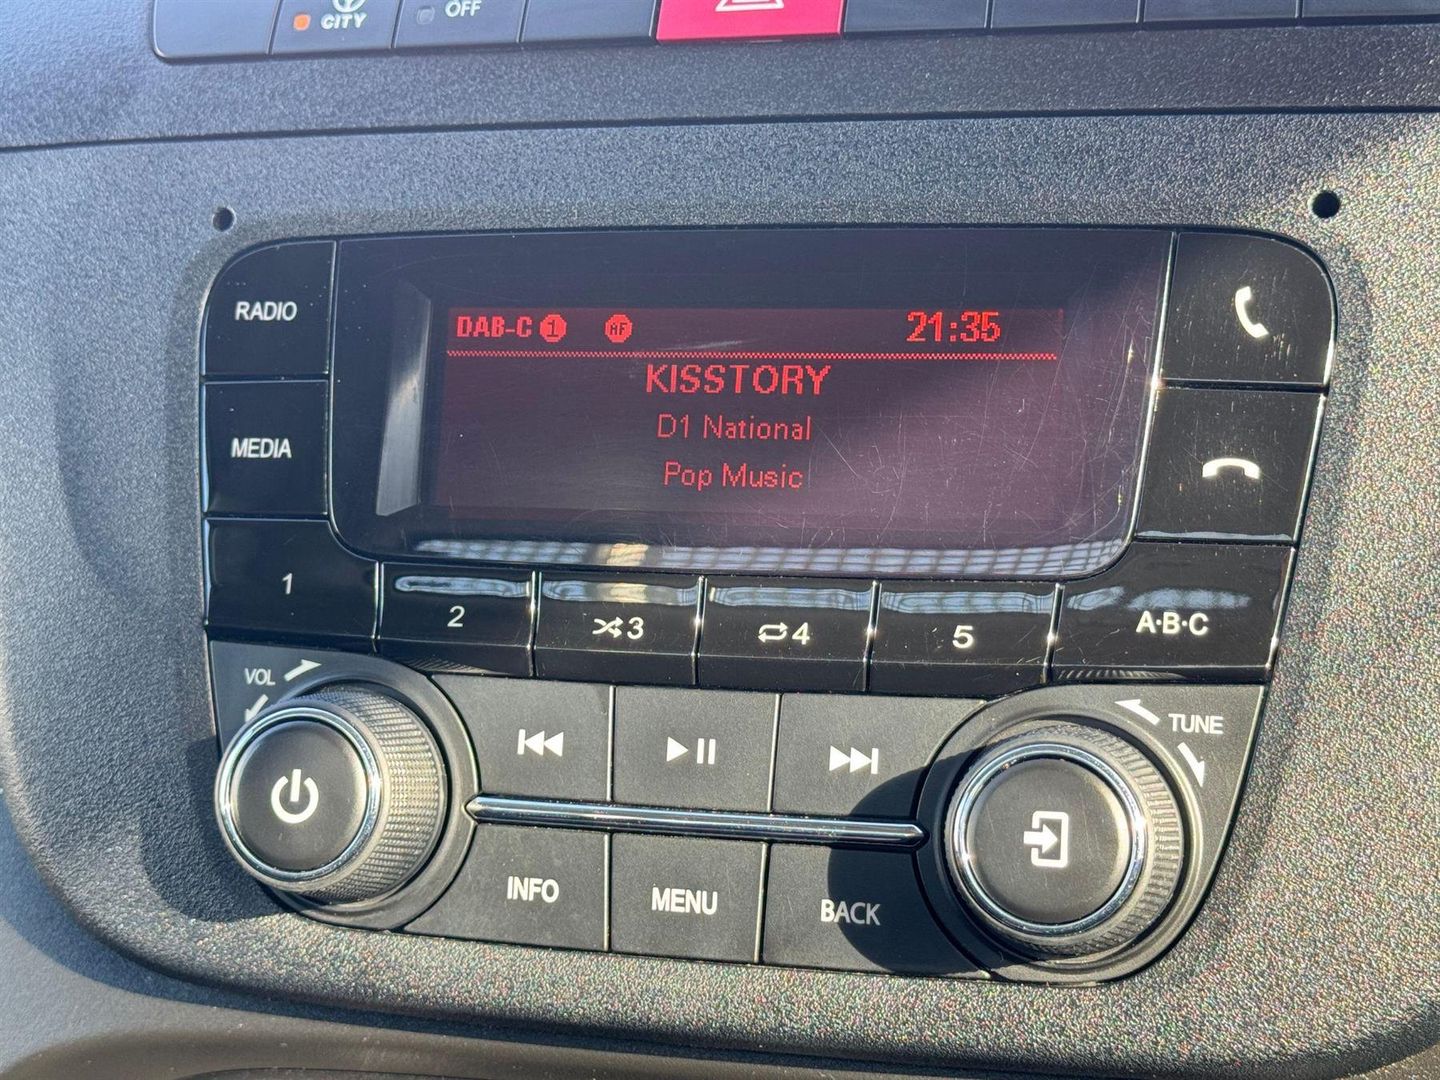 CITY
OFF
RADIO
DAB-C 1 MF 21:35
KISSTORY
D1 National
Pop Music
MEDIA
1
2
3
4
5
A·B·C
VOL
TUNE
INFO
MENU
BACK